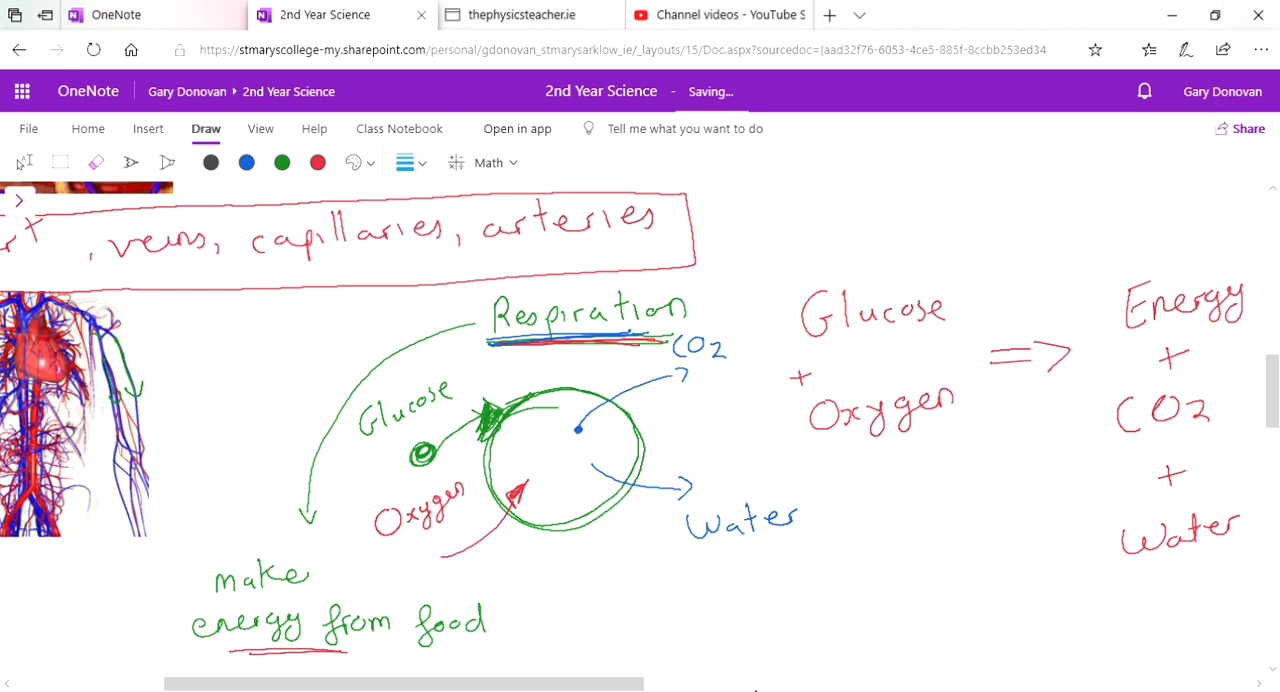 OneNote
2nd Year Science
thephysicsteacher.ie
Channel videos - YouTube S
https://stmaryscollege-my.sharepoint.com/personal/gdonovan_stmarysarklow_ie/_layouts/15/Doc.aspx?sourcedoc={aad32f76-6053-4ce5-885f-8ccbb253ed34
OneNote
Gary Donovan
2nd Year Science
2nd Year Science - Saving...
Gary Donovan
File Home Insert Draw View Help Class Notebook Open in app Tell me what you want to do Share
Math
, veins, capillaries, arteries
Respiration
CO2
Glucose
Oxygen
Water
make
energy from food
Glucose
+
Oxygen
=>
Energy
+
CO2
+
Water